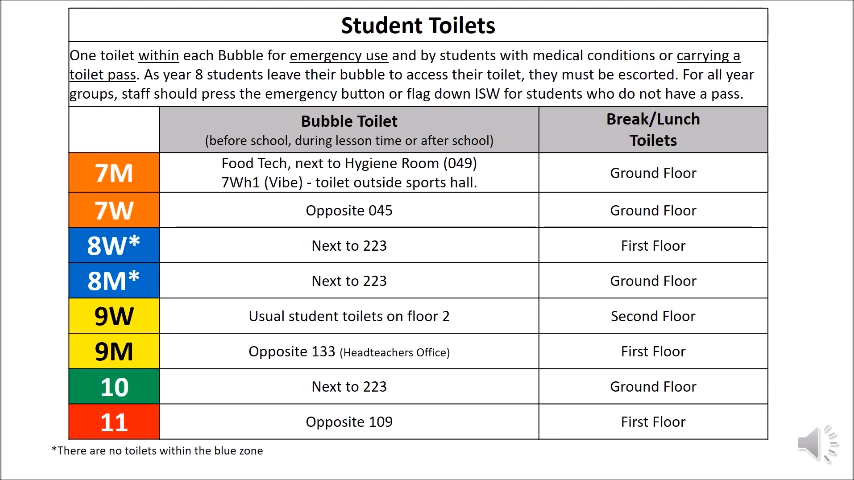 Student Toilets
One toilet within each Bubble for emergency use and by students with medical conditions or carrying a
toilet pass. As year 8 students leave their bubble to access their toilet, they must be escorted. For all year
groups, staff should press the emergency button or flag down ISW for students who do not have a pass.
Bubble Toilet
(before school, during lesson time or after school)
Break/Lunch
Toilets
7M
Food Tech, next to Hygiene Room (049)
7Wh1 (Vibe) - toilet outside sports hall.
Ground Floor
7W
Opposite 045
Ground Floor
8W*
Next to 223
First Floor
8M*
Next to 223
Ground Floor
9W
Usual student toilets on floor 2
Second Floor
9M
Opposite 133 (Headteachers Office)
First Floor
10
Next to 223
Ground Floor
11
Opposite 109
First Floor
*There are no toilets within the blue zone